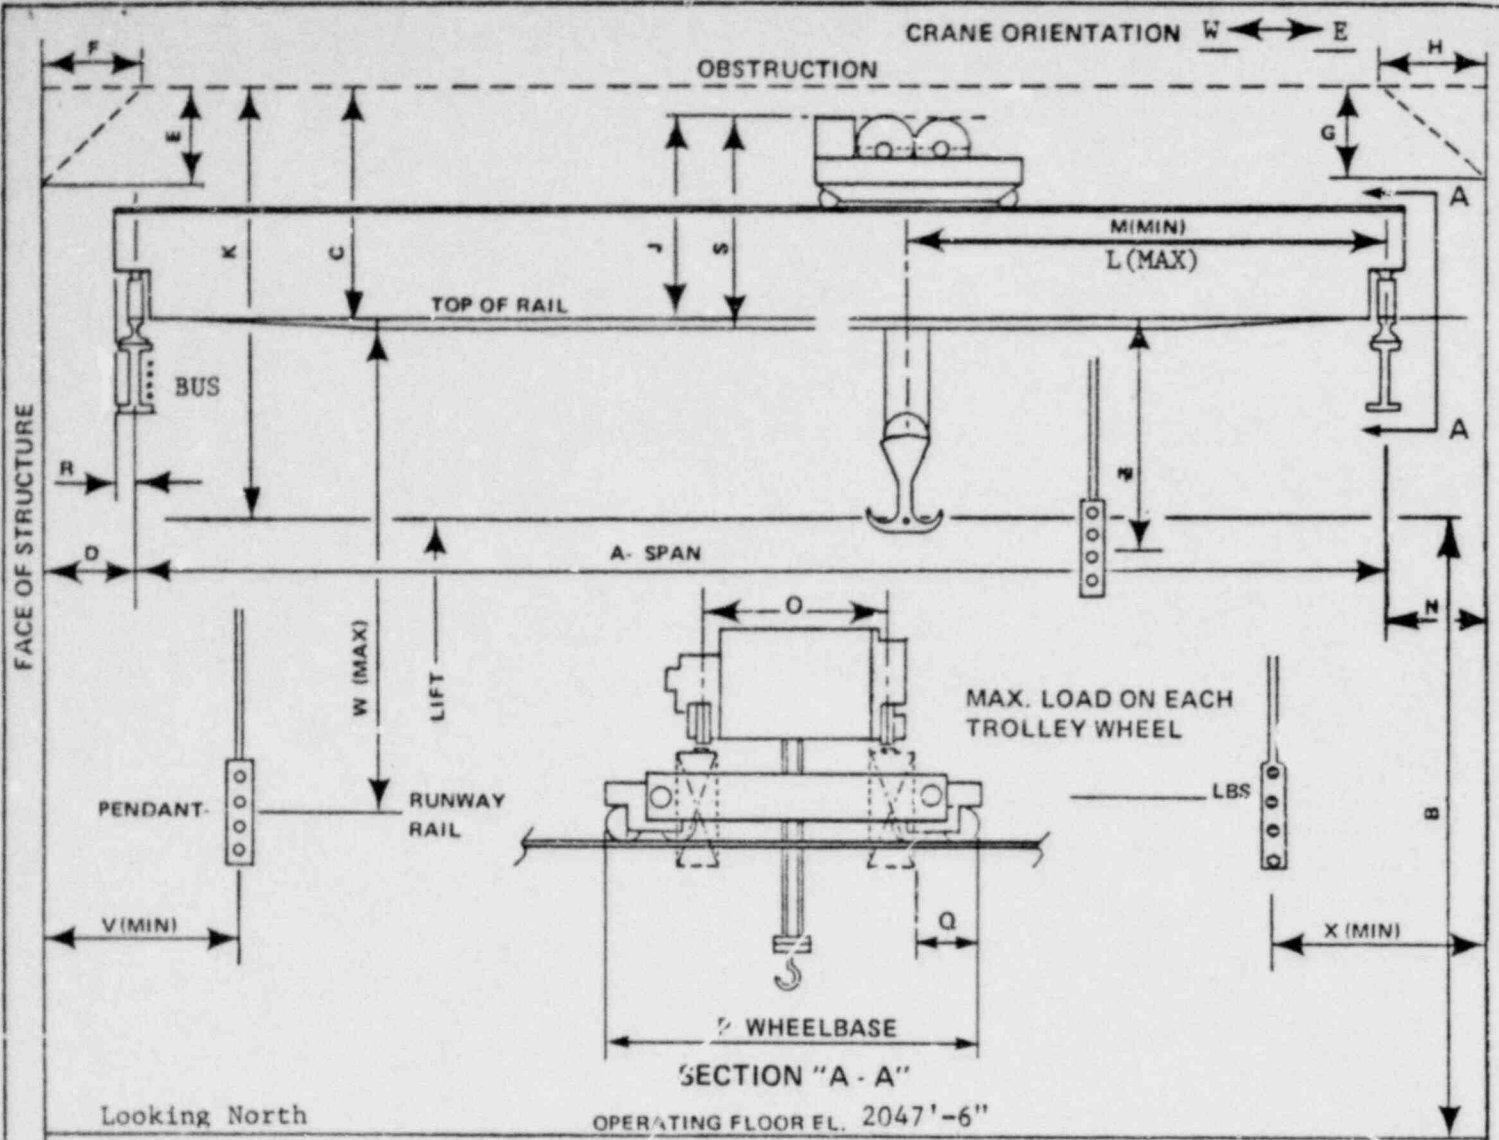 CRANE ORIENTATION W E
F
H
OBSTRUCTION
E
G
A
K
C
J
S
M(MIN)
L(MAX)
TOP OF RAIL
BUS
FACE OF STRUCTURE
R
A
D
A- SPAN
O
N
W (MAX)
LIFT
MAX. LOAD ON EACH
TROLLEY WHEEL
PENDANT-
RUNWAY
RAIL
LBS
B
V(MIN)
Q
X (MIN)
WHEELBASE
SECTION "A - A"
Looking North
OPERATING FLOOR EL. 2047'-6"